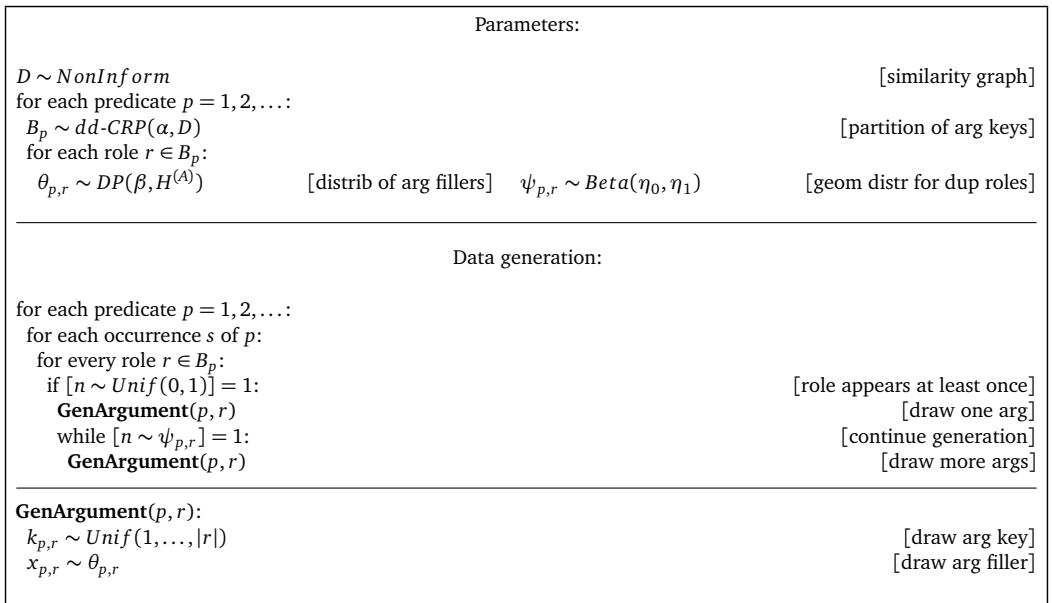 Parameters:
D ∼ NonInform [similarity graph]
for each predicate p = 1, 2, . . . :
B_p ∼ dd-CRP(α, D) [partition of arg keys]
for each role r ∈ B_p:
θ_{p,r} ∼ DP(β, H^{(A)}) [distrib of arg fillers] ψ_{p,r} ∼ Beta(η_0, η_1) [geom distr for dup roles]
Data generation:
for each predicate p = 1, 2, . . . :
for each occurrence s of p:
for every role r ∈ B_p:
if [n ∼ Unif(0, 1)] = 1: [role appears at least once]
GenArgument(p, r) [draw one arg]
while [n ∼ ψ_{p,r}] = 1: [continue generation]
GenArgument(p, r) [draw more args]
GenArgument(p, r):
k_{p,r} ∼ Unif(1, . . . , |r|) [draw arg key]
x_{p,r} ∼ θ_{p,r} [draw arg filler]